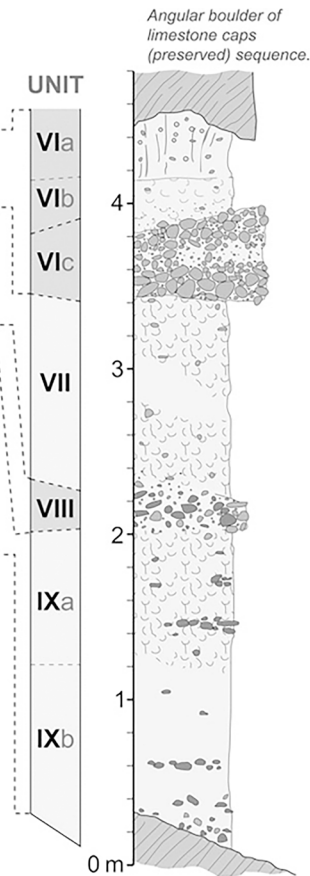 Angular boulder of
limestone caps
(preserved) sequence.
UNIT
VIa
VIb
4
VIc
3
VII
VIII
2
IXa
1
IXb
0 m